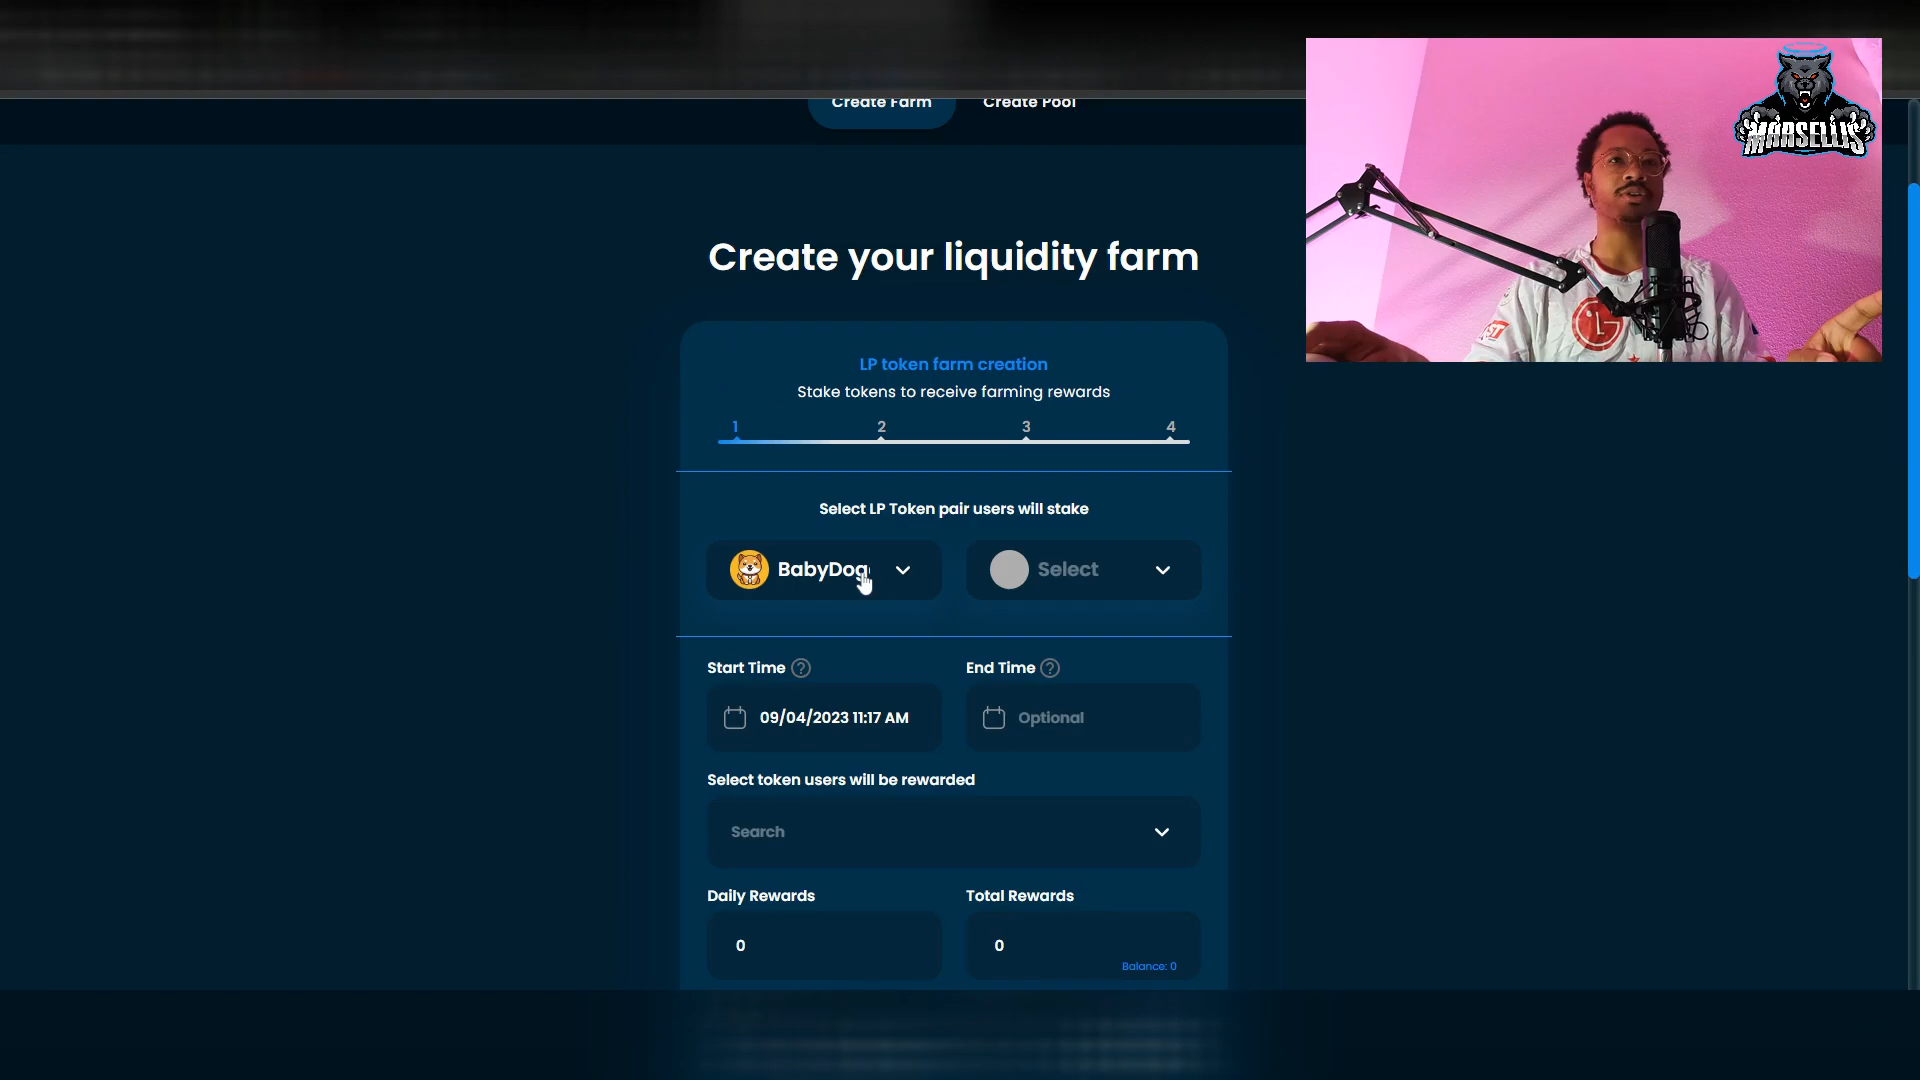 Create Farm
Create Pool
MARSELLIS
Create your liquidity farm
LP token farm creation
Stake tokens to receive farming rewards
1 2 3 4
Select LP Token pair users will stake
BabyDog
Select
Start Time ?
End Time ?
09/04/2023 11:17 AM
Optional
Select token users will be rewarded
Search
Daily Rewards
Total Rewards
0
0
Balance: 0
LG